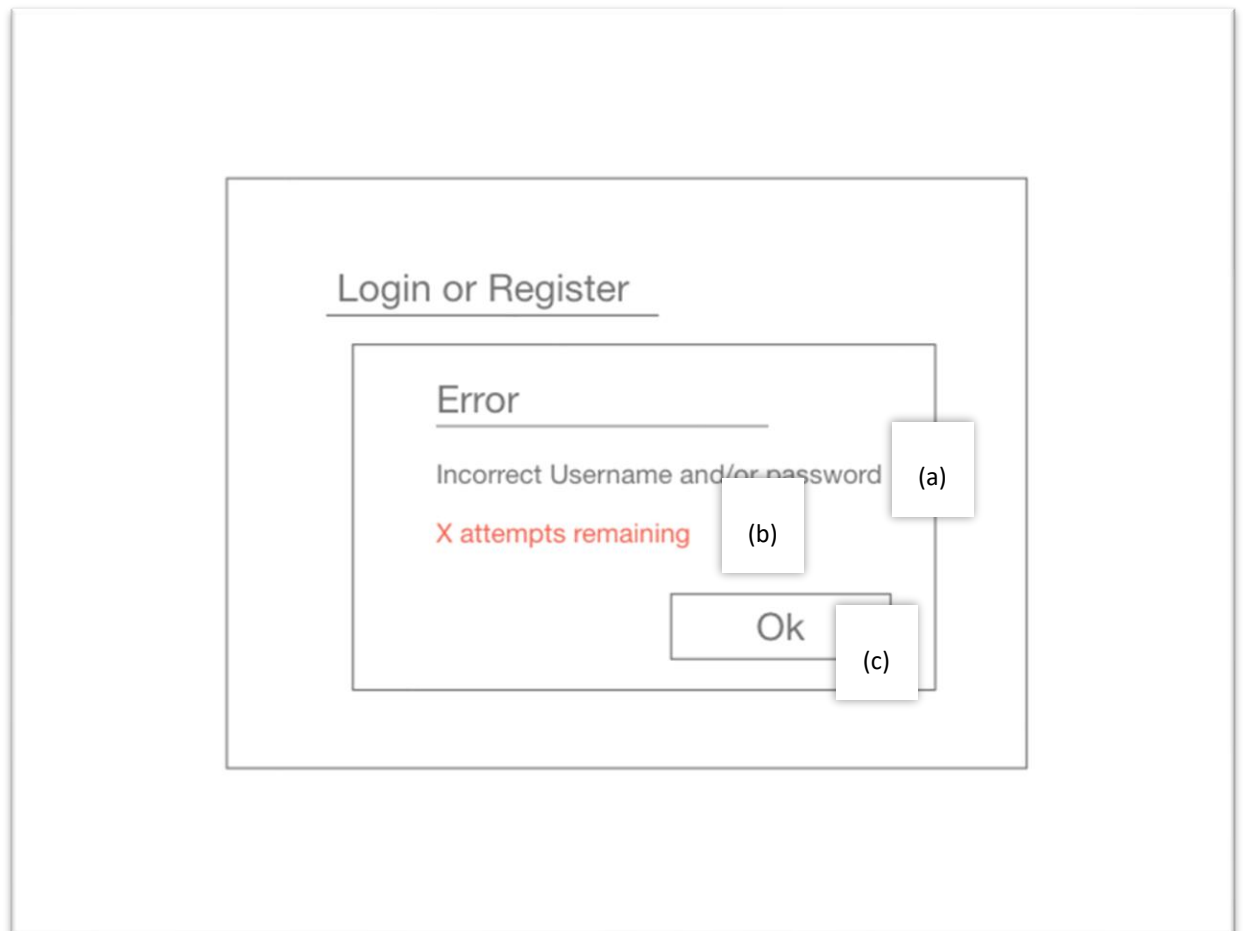 Login or Register
Error
Incorrect Username and/or password
(a)
X attempts remaining
(b)
Ok
(c)